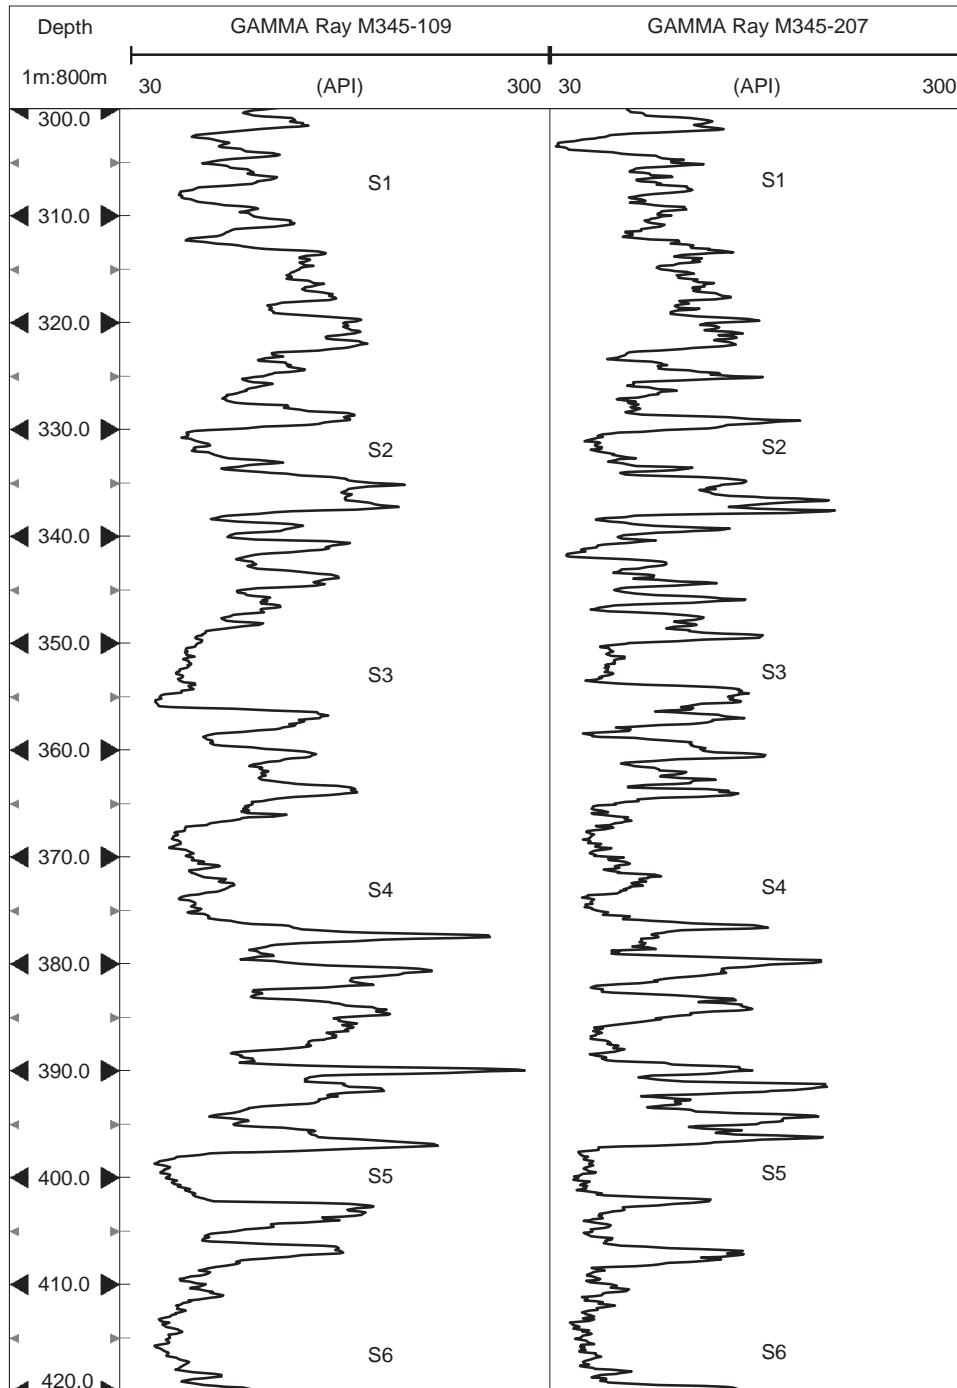 Depth GAMMA Ray M345-109 GAMMA Ray M345-207
1m:800m 30 (API) 300 30 (API) 300
300.0
S1 S1
310.0
320.0
330.0
S2 S2
340.0
350.0
S3 S3
360.0
370.0
S4 S4
380.0
390.0
400.0 S5 S5
410.0
S6 S6
420.0